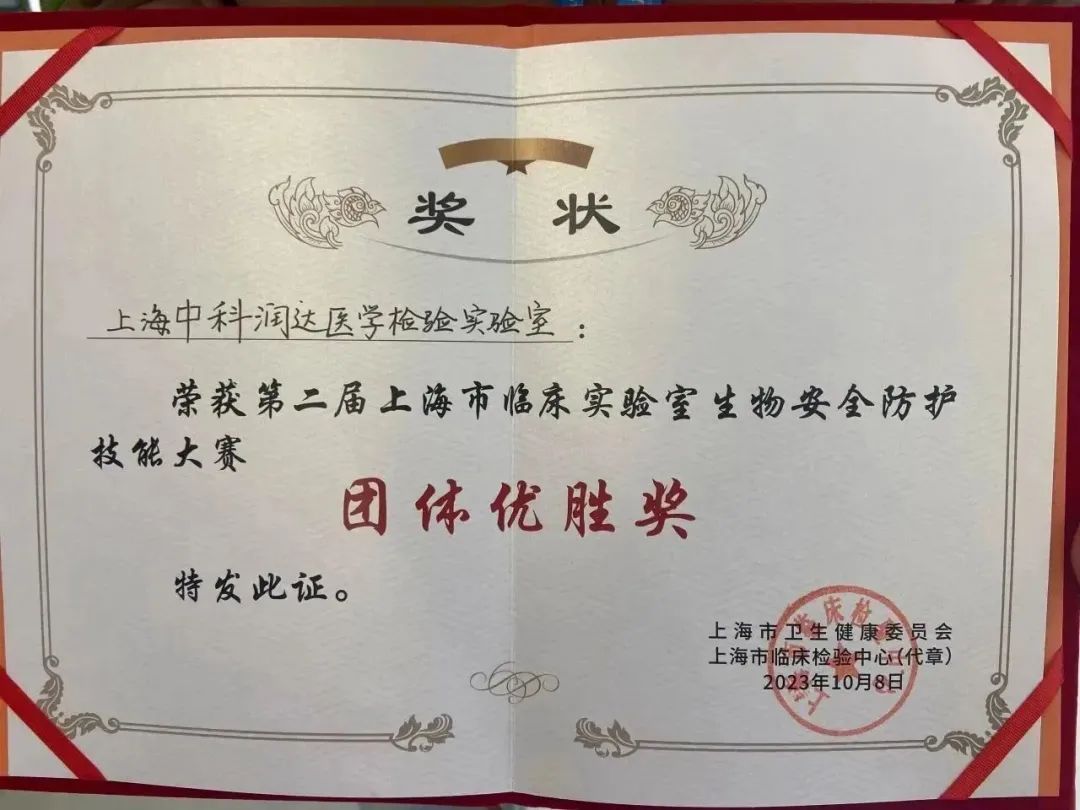 奖 状
上海中科润达医学检验实验室：
荣获第二届上海市临床实验室生物安全防护
技能大赛
团体优胜奖
特发此证。
上海市卫生健康委员会
上海市临床检验中心(代章)
2023年10月8日